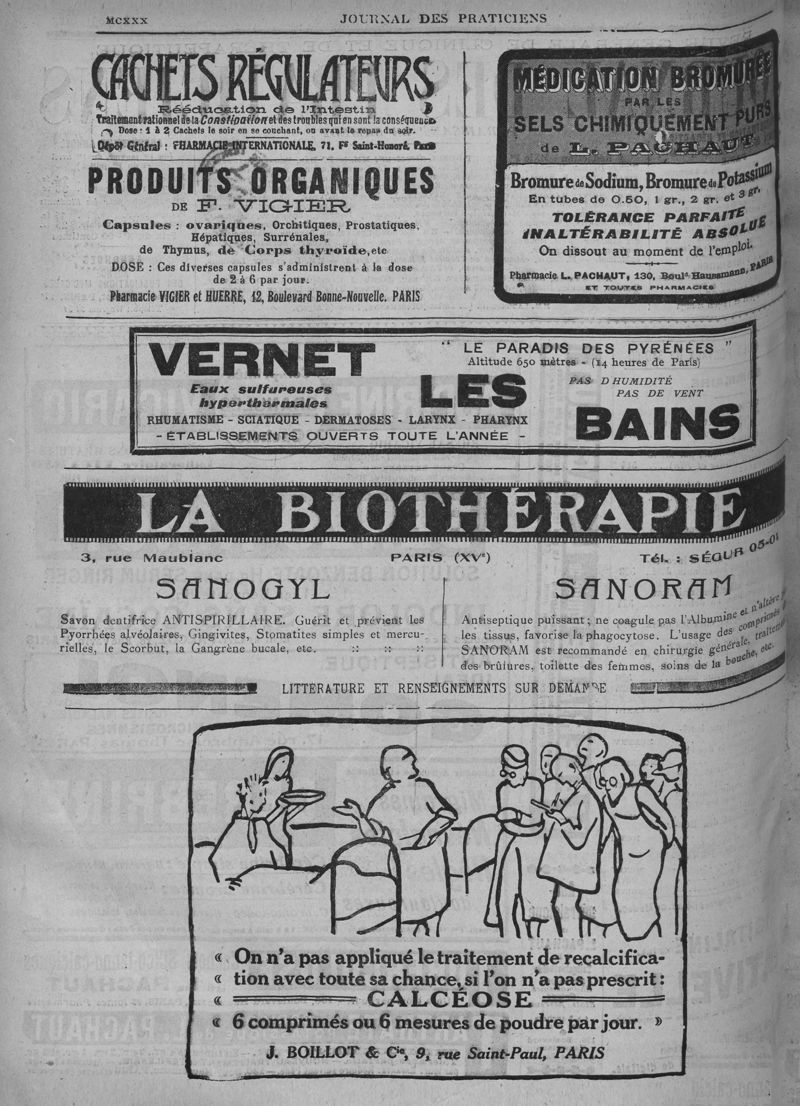 MCXXX
JOURNAL DES PRATICIENS
CACHETS RÉGULATEURS
Rééducation de l'Intestin
Traitement rationnel de la Constipation et des troubles qui en sont la conséquence
Dose : 1 à 2 Cachets le soir en se couchant, ou avant le repas du soir.
Dépôt Général : PHARMACIE INTERNATIONALE, 71, Fg Saint-Honoré, Paris
PRODUITS ORGANIQUES
DE F. VIGIER
Capsules : ovariques, Orchitiques, Prostatiques,
Hépatiques, Surrénales,
de Thymus, de Corps thyroïde, etc
DOSE : Ces diverses capsules s'administrent à la dose
de 2 à 6 par jour.
Pharmacie VIGIER et HUERRE, 12, Boulevard Bonne-Nouvelle. PARIS
MÉDICATION BROMURÉE
PAR LES
SELS CHIMIQUEMENT PURS
de L. PACHAUT
Bromure de Sodium, Bromure de Potassium
En tubes de 0.50, 1 gr., 2 gr. et 3 gr.
TOLÉRANCE PARFAITE
INALTÉRABILITÉ ABSOLUE
On dissout au moment de l'emploi.
Pharmacie L. PACHAUT, 130, Boulᵈ Haussmann, PARIS
ET TOUTES PHARMACIES
VERNET
LES
BAINS
" LE PARADIS DES PYRÉNÉES "
Altitude 650 mètres - (14 heures de Paris)
Eaux sulfureuses
hyperthermales
PAS D HUMIDITÉ
PAS DE VENT
RHUMATISME - SCIATIQUE - DERMATOSES - LARYNX - PHARYNX
- ÉTABLISSEMENTS OUVERTS TOUTE L'ANNÉE -
LA BIOTHÉRAPIE
3, rue Maublanc PARIS (XVᵉ) Tél. : SÉGUR 05-01
SANOGYL
Savon dentifrice ANTISPIRILLAIRE. Guérit et prévient les
Pyorrhées alvéolaires, Gingivites, Stomatites simples et mercu-
rielles, le Scorbut, la Gangrène bucale, etc. :: :: ::
SANORAM
Antiseptique puissant ; ne coagule pas l'Albumine et n'altère
les tissus, favorise la phagocytose. L'usage des comprimés
SANORAM est recommandé en chirurgie générale, traitement
des brûlures, toilette des femmes, soins de la bouche, etc.
LITTÉRATURE ET RENSEIGNEMENTS SUR DEMANDE
« On n'a pas appliqué le traitement de recalcifica-
« tion avec toute sa chance, si l'on n'a pas prescrit :
« CALCÉOSE
« 6 comprimés ou 6 mesures de poudre par jour. »
J. BOILLOT & Cⁱᵉ, 9, rue Saint-Paul, PARIS